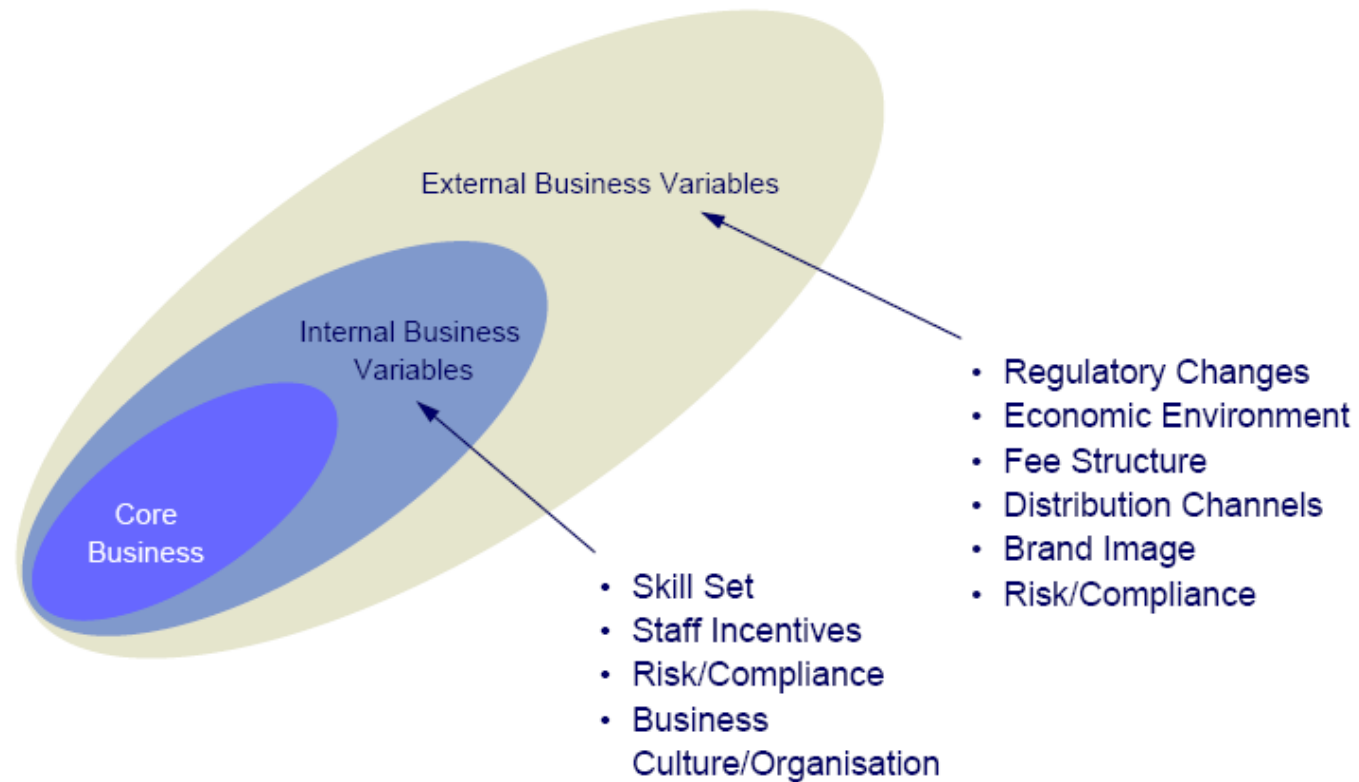 External Business Variables
Internal Business
Variables
Core
Business
• Regulatory Changes
• Economic Environment
• Fee Structure
• Distribution Channels
• Brand Image
• Risk/Compliance
• Skill Set
• Staff Incentives
• Risk/Compliance
• Business
Culture/Organisation